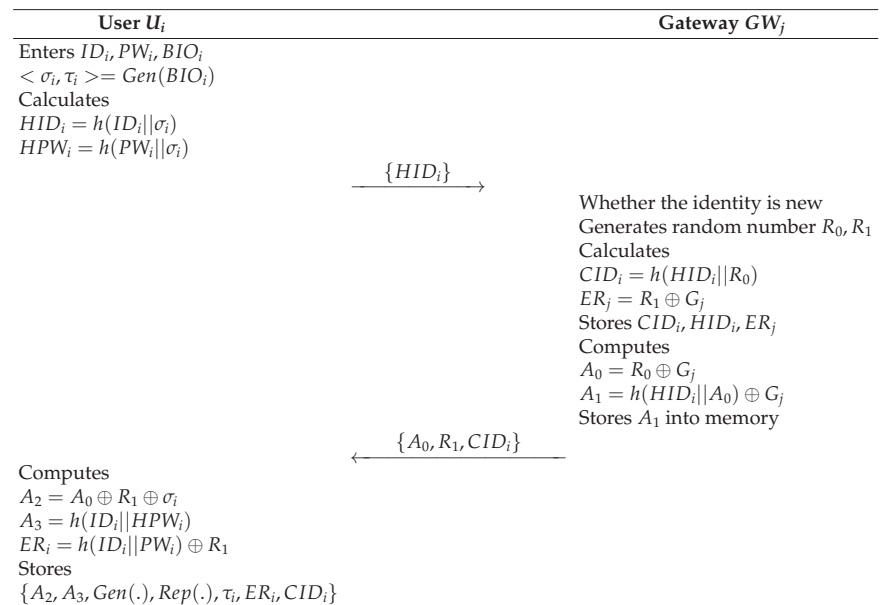 User Uᵢ Gateway GWⱼ
Enters IDᵢ, PWᵢ, BIOᵢ
< σᵢ, τᵢ >= Gen(BIOᵢ)
Calculates
HIDᵢ = h(IDᵢ||σᵢ)
HPWᵢ = h(PWᵢ||σᵢ)
{HIDᵢ}
Whether the identity is new
Generates random number R₀, R₁
Calculates
CIDᵢ = h(HIDᵢ||R₀)
ERⱼ = R₁ ⊕ Gⱼ
Stores CIDᵢ, HIDᵢ, ERⱼ
Computes
A₀ = R₀ ⊕ Gⱼ
A₁ = h(HIDᵢ||A₀) ⊕ Gⱼ
Stores A₁ into memory
{A₀, R₁, CIDᵢ}
Computes
A₂ = A₀ ⊕ R₁ ⊕ σᵢ
A₃ = h(IDᵢ||HPWᵢ)
ERᵢ = h(IDᵢ||PWᵢ) ⊕ R₁
Stores
{A₂, A₃, Gen(.), Rep(.), τᵢ, ERᵢ, CIDᵢ}